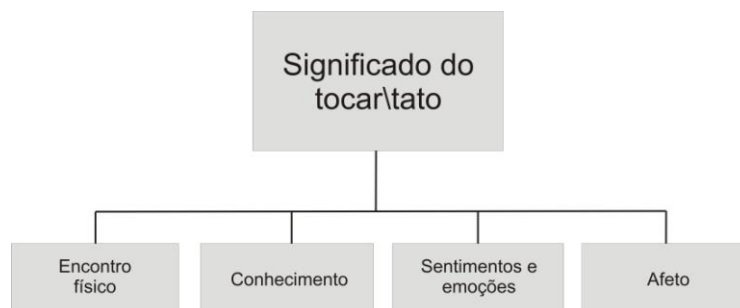 Significado do
tocar\tato
Encontro
físico
Conhecimento
Sentimentos e
emoções
Afeto